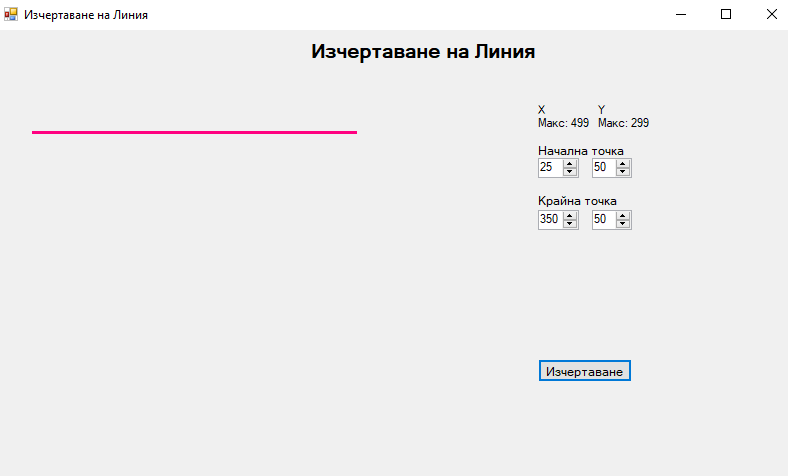 Изчертаване на Линия
Изчертаване на Линия
X Y
Макс: 499 Макс: 299
Начална точка
25 50
Крайна точка
350 50
Изчертаване